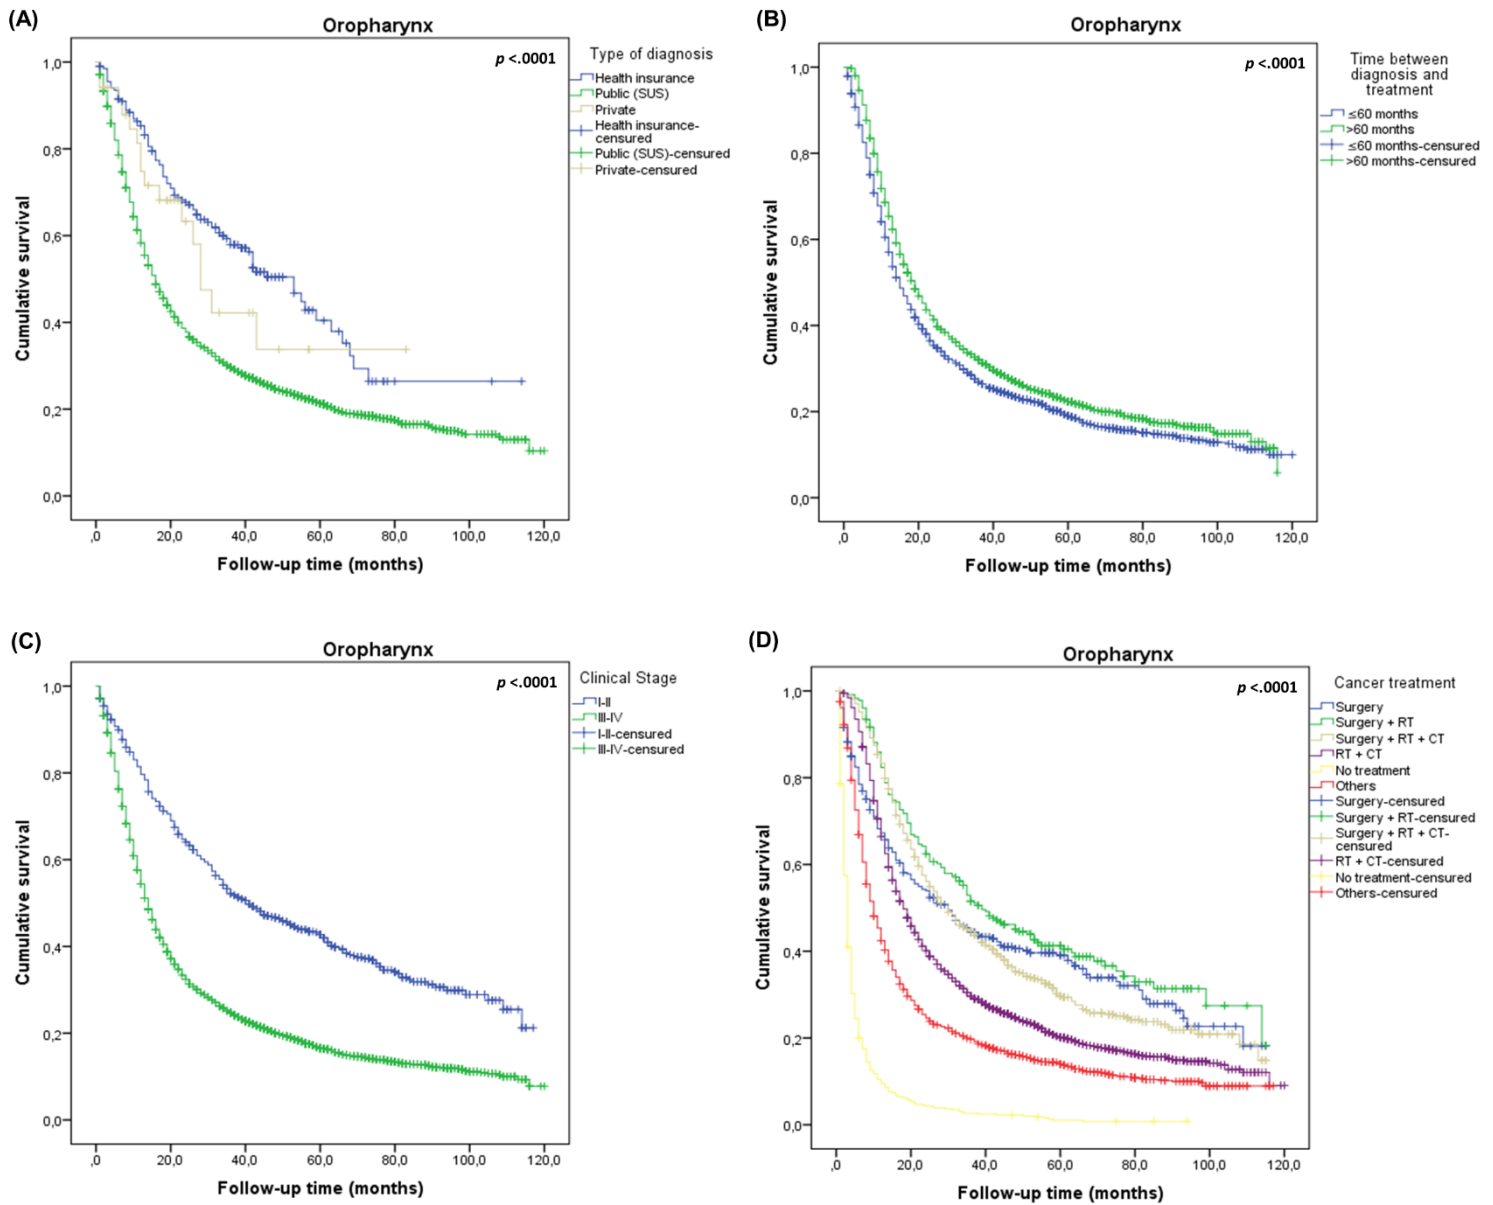 (A)
Oropharynx
p <.0001
Type of diagnosis
Health insurance
Public (SUS)
Private
Health insurance-
censured
Public (SUS)-censured
Private-censured
Cumulative survival
1,0
0,8
0,6
0,4
0,2
0,0
,0 20,0 40,0 60,0 80,0 100,0 120,0
Follow-up time (months)
(B)
Oropharynx
p <.0001
Time between
diagnosis and
treatment
≤60 months
>60 months
≤60 months-censured
>60 months-censured
Cumulative survival
1,0
0,8
0,6
0,4
0,2
0,0
,0 20,0 40,0 60,0 80,0 100,0 120,0
Follow-up time (months)
(C)
Oropharynx
p <.0001
Clinical Stage
I-II
III-IV
I-II-censured
III-IV-censured
Cumulative survival
1,0
0,8
0,6
0,4
0,2
0,0
,0 20,0 40,0 60,0 80,0 100,0 120,0
Follow-up time (months)
(D)
Oropharynx
p <.0001
Cancer treatment
Surgery
Surgery + RT
Surgery + RT + CT
RT + CT
No treatment
Others
Surgery-censured
Surgery + RT-censured
Surgery + RT + CT-
censured
RT + CT-censured
No treatment-censured
Others-censured
Cumulative survival
1,0
0,8
0,6
0,4
0,2
0,0
,0 20,0 40,0 60,0 80,0 100,0 120,0
Follow-up time (months)